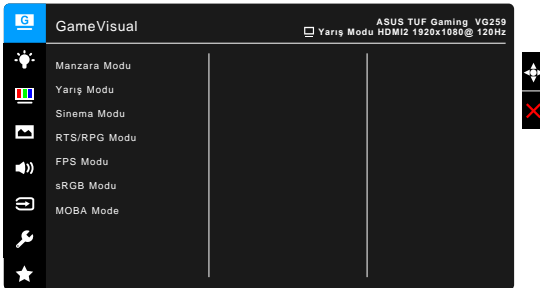 G
GameVisual
ASUS TUF Gaming VG259
Yarış Modu HDMI2 1920x1080@ 120Hz
Manzara Modu
Yarış Modu
Sinema Modu
RTS/RPG Modu
FPS Modu
sRGB Modu
MOBA Mode